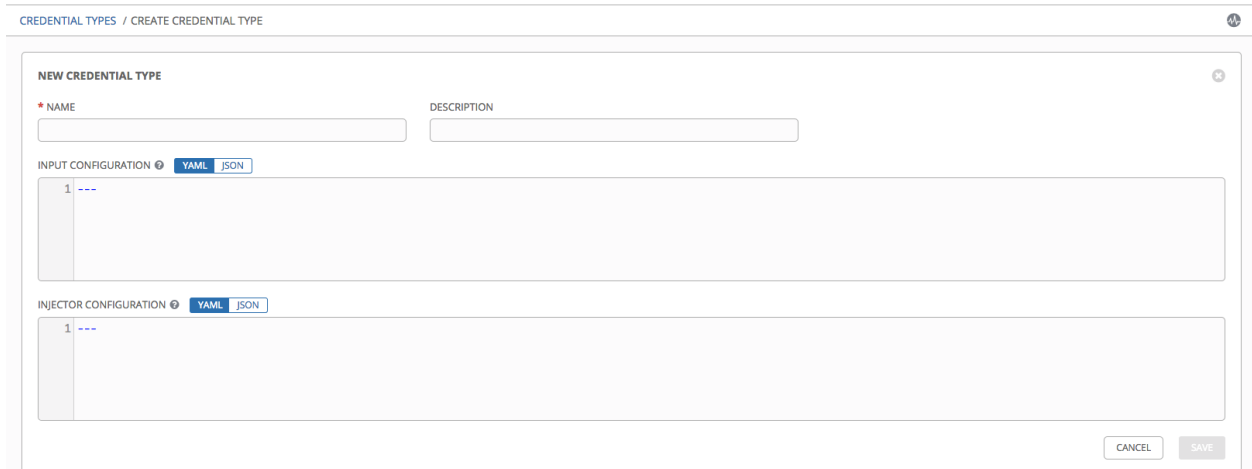 CREDENTIAL TYPES / CREATE CREDENTIAL TYPE
NEW CREDENTIAL TYPE
* NAME
DESCRIPTION
INPUT CONFIGURATION ? YAML JSON
1 ---
INJECTOR CONFIGURATION ? YAML JSON
1 ---
CANCEL SAVE